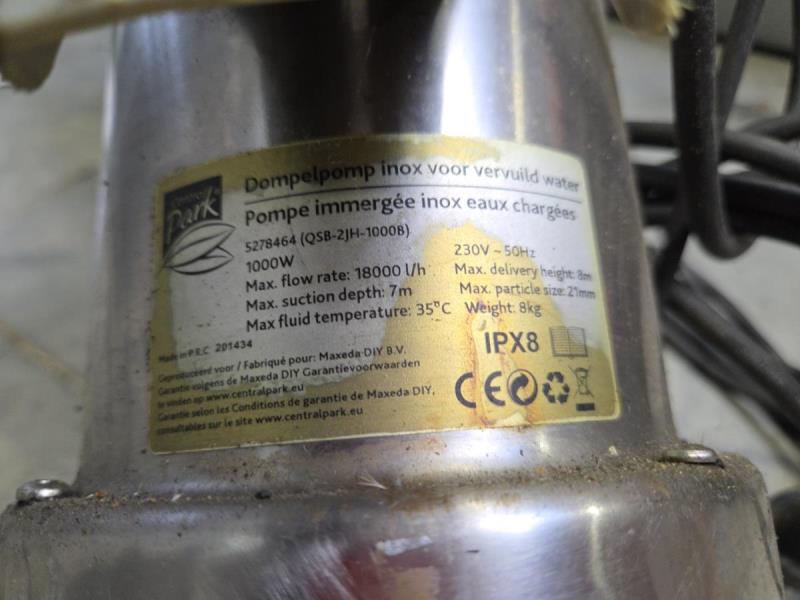 Central
Park®
Dompelpomp inox voor vervuild water
Pompe immergée inox eaux chargées
5278464 (QSB-2JH-1000B)
1000W
Max. flow rate: 18000 l/h
Max. suction depth: 7m
Max fluid temperature: 35°C
230V ~ 50Hz
Max. delivery height: 8m
Max. particle size: 21mm
Weight: 8kg
IPX8
Made in P.R.C 201434
Geproduceerd voor / Fabriqué pour: Maxeda DIY B.V.
Garantie volgens de Maxeda DIY Garantievoorwaarden
te vinden op www.centralpark.eu
Garantie selon les Conditions de garantie de Maxeda DIY,
consultables sur le site www.centralpark.eu
CE